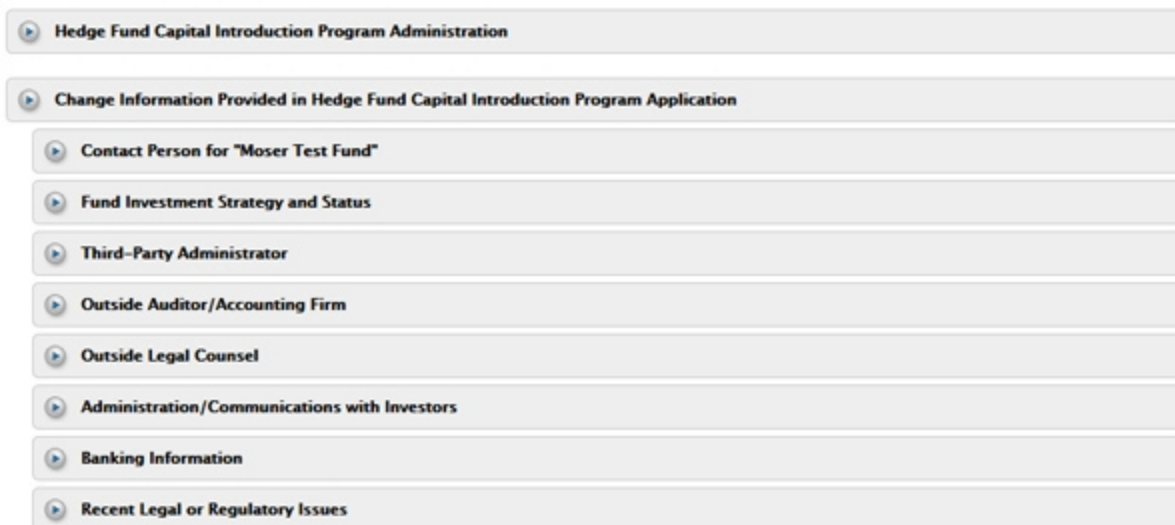 Hedge Fund Capital Introduction Program Administration
Change Information Provided in Hedge Fund Capital Introduction Program Application
Contact Person for "Moser Test Fund"
Fund Investment Strategy and Status
Third-Party Administrator
Outside Auditor/Accounting Firm
Outside Legal Counsel
Administration/Communications with Investors
Banking Information
Recent Legal or Regulatory Issues